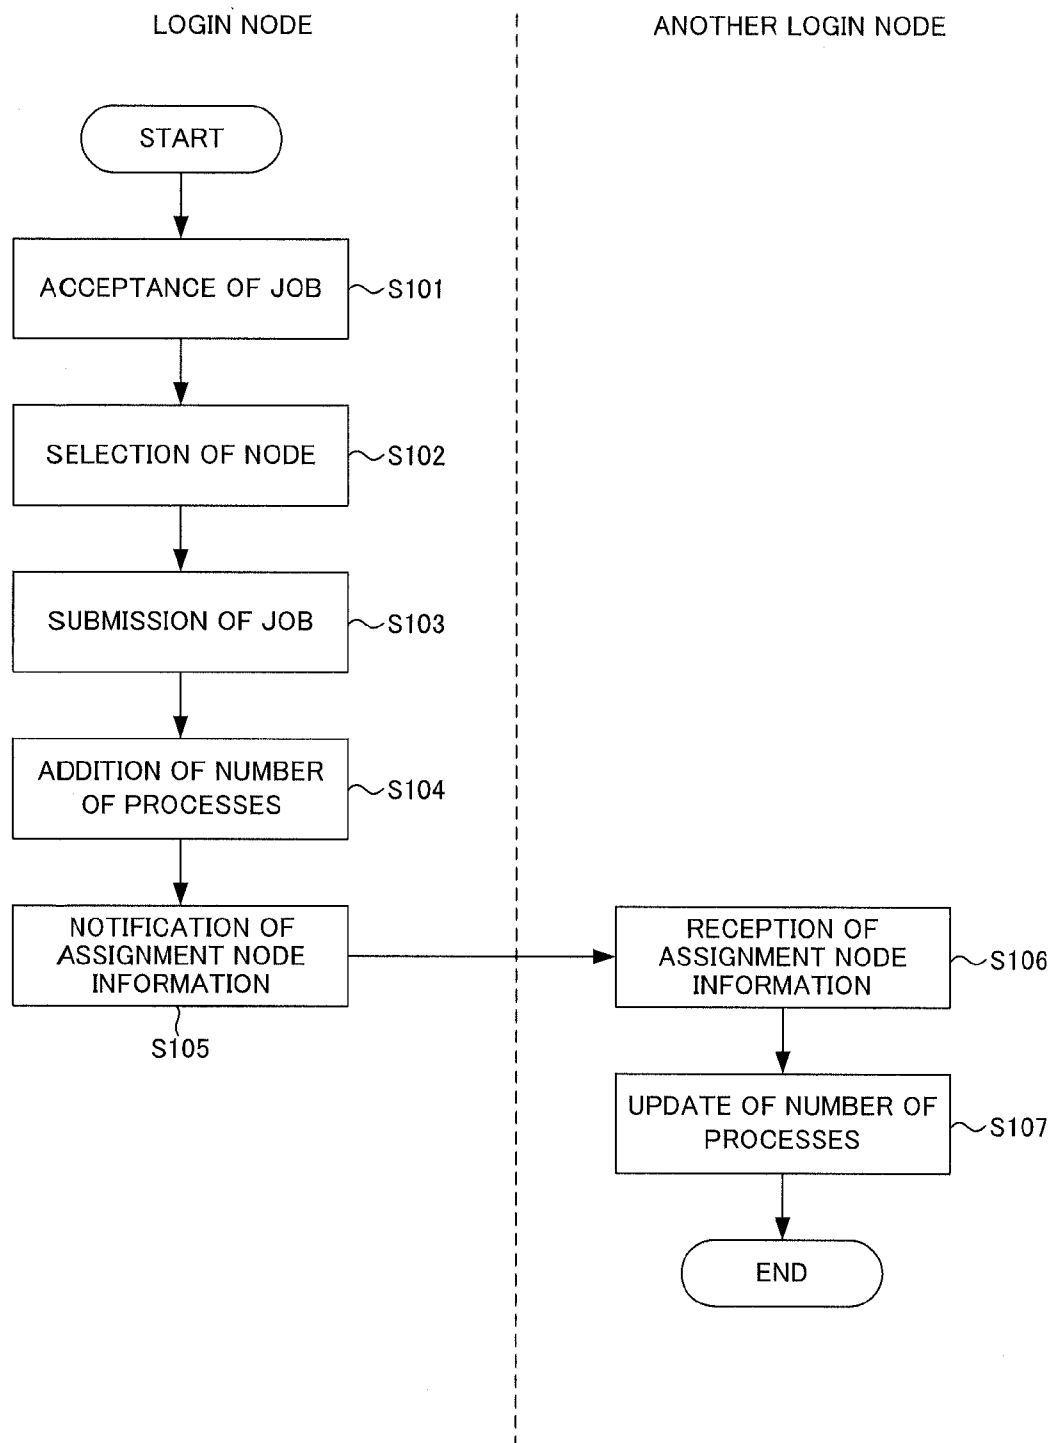 LOGIN NODE
ANOTHER LOGIN NODE
START
ACCEPTANCE OF JOB
S101
SELECTION OF NODE
S102
SUBMISSION OF JOB
S103
ADDITION OF NUMBER
OF PROCESSES
S104
NOTIFICATION OF
ASSIGNMENT NODE
INFORMATION
S105
RECEPTION OF
ASSIGNMENT NODE
INFORMATION
S106
UPDATE OF NUMBER OF
PROCESSES
S107
END